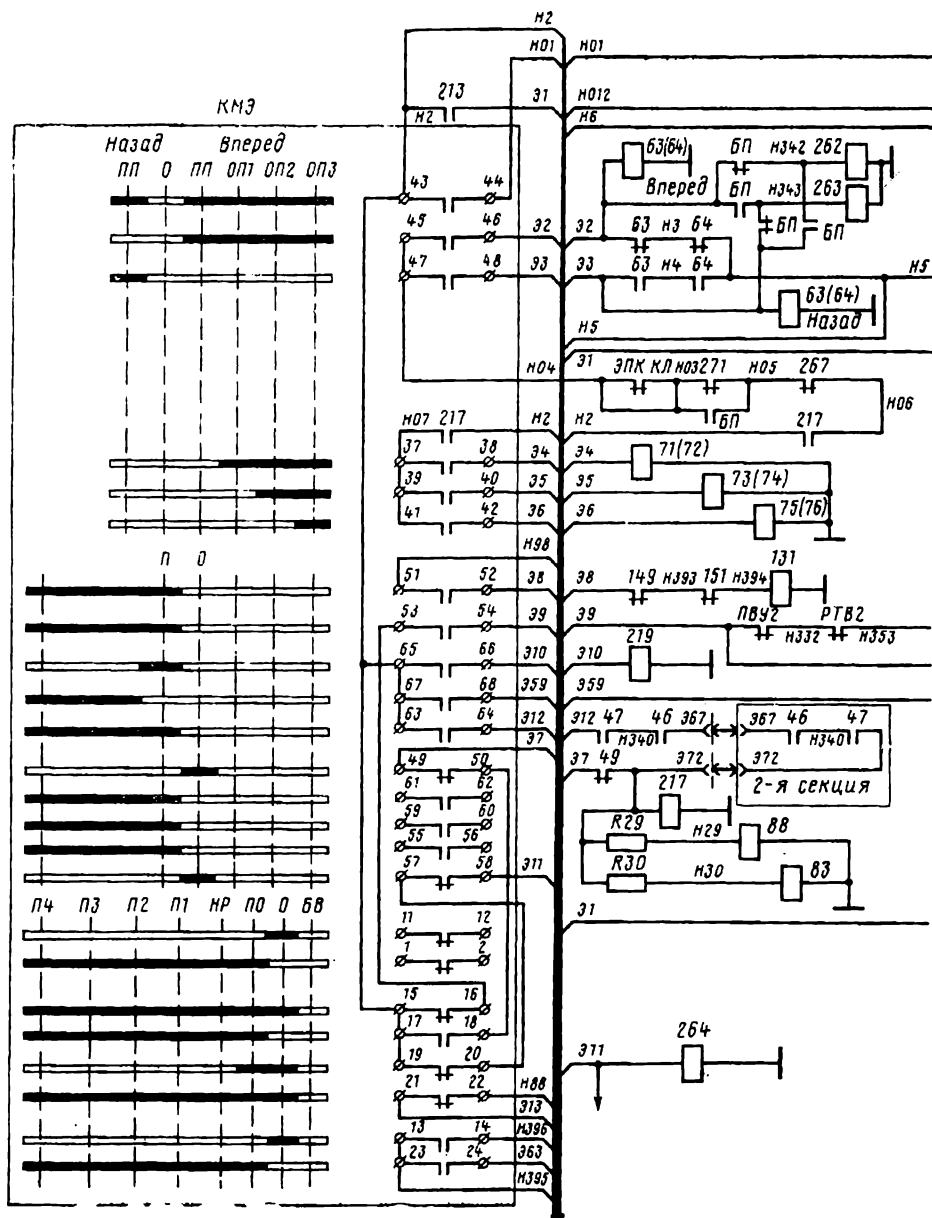 Н2
Н01
Н01
КМЭ
213
Н2
Э1
Н012
Н6
Назад Вперед
ПП 0 ПП ОП1 ОП2 ОП3
63(64)
Вперед
БП Н342 262
БП Н343 263
БП БП
43 44
45 46 Э2 Э2 63 Н3 64
47 48 Э3 Э3 63 Н4 64 Н5
63(64)
Назад
Н5
Э1
Н04
ЭПК КЛ Н03 271 Н05 267
БП
Н06
Н07 217 Н2 Н2 217
37 38 Э4 Э4 71(72)
39 40 Э5 Э5 73(74)
41 42 Э6 Э6 75(76)
П 0
Н98
51 52 Э8 Э8 149 Н393 151 Н394 131
53 54 Э9 Э9 ПВУ2 Н332 РТВ2 Н353
65 66 Э10 Э10 219
67 68 Э59 Э59
63 64 Э12 Э12 47 Н340 46 Э67 Э67 46 Н340 47
Э7 Э7 49 Э72 Э72
2-я секция
49 50
61 62
59 60
55 56
57 58 Э11
217
R29 Н29 88
R30 Н30 83
П4 П3 П2 П1 НР П0 0 БВ
Э1
11 12
1 2
15 16
17 18
19 20
Э11 264
21 22 Н88
Э13
13 14 Н396
23 24 Э63
Н395